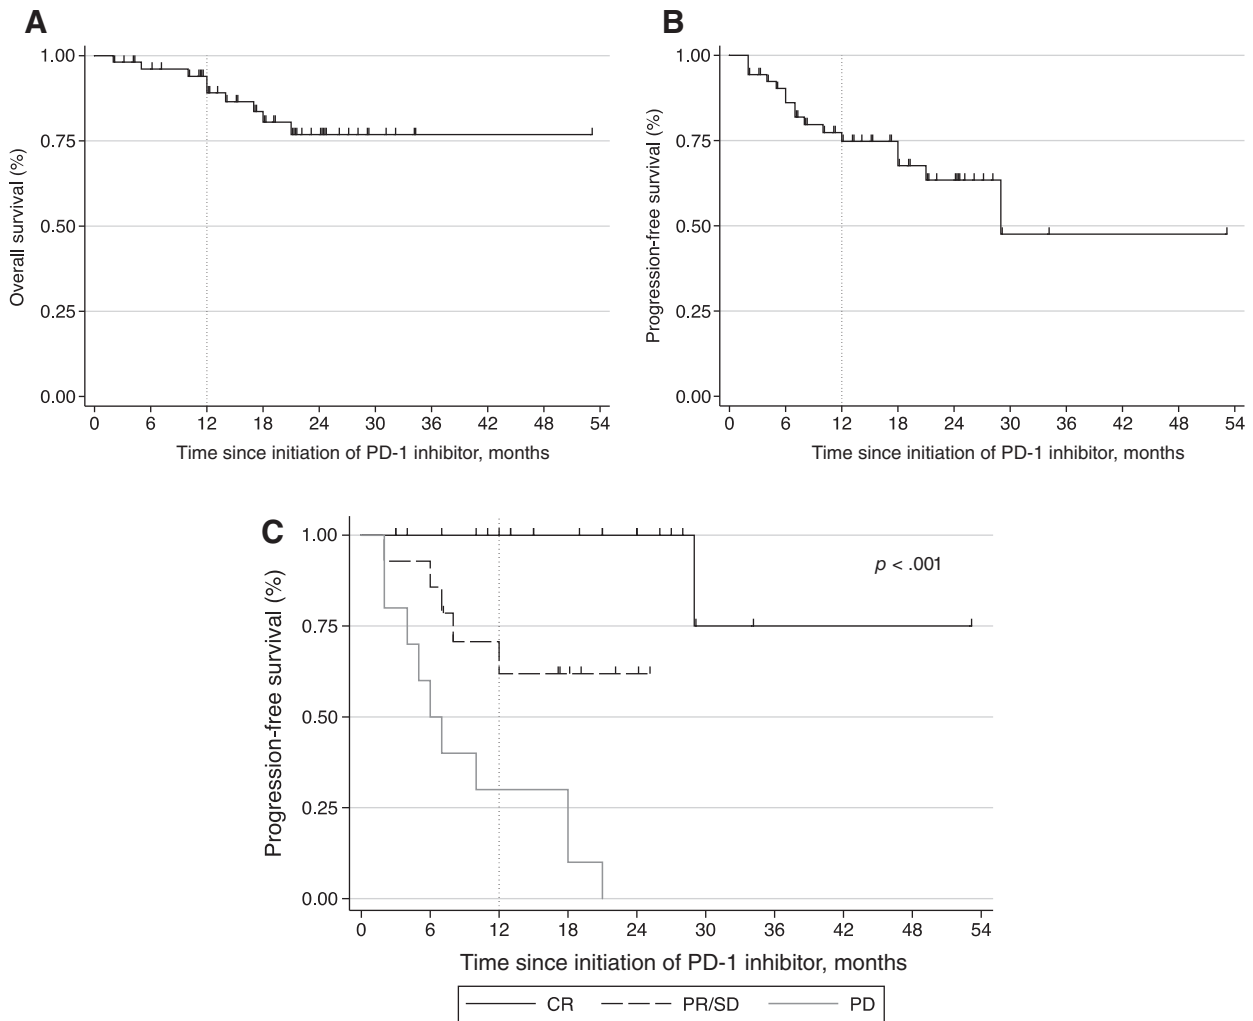 A
1.00
0.75
0.50
0.25
0.00
Overall survival (%)
0 6 12 18 24 30 36 42 48 54
Time since initiation of PD-1 inhibitor, months
B
1.00
0.75
0.50
0.25
0.00
Progression-free survival (%)
0 6 12 18 24 30 36 42 48 54
Time since initiation of PD-1 inhibitor, months
C
1.00
0.75
0.50
0.25
0.00
Progression-free survival (%)
p < .001
0 6 12 18 24 30 36 42 48 54
Time since initiation of PD-1 inhibitor, months
CR PR/SD PD